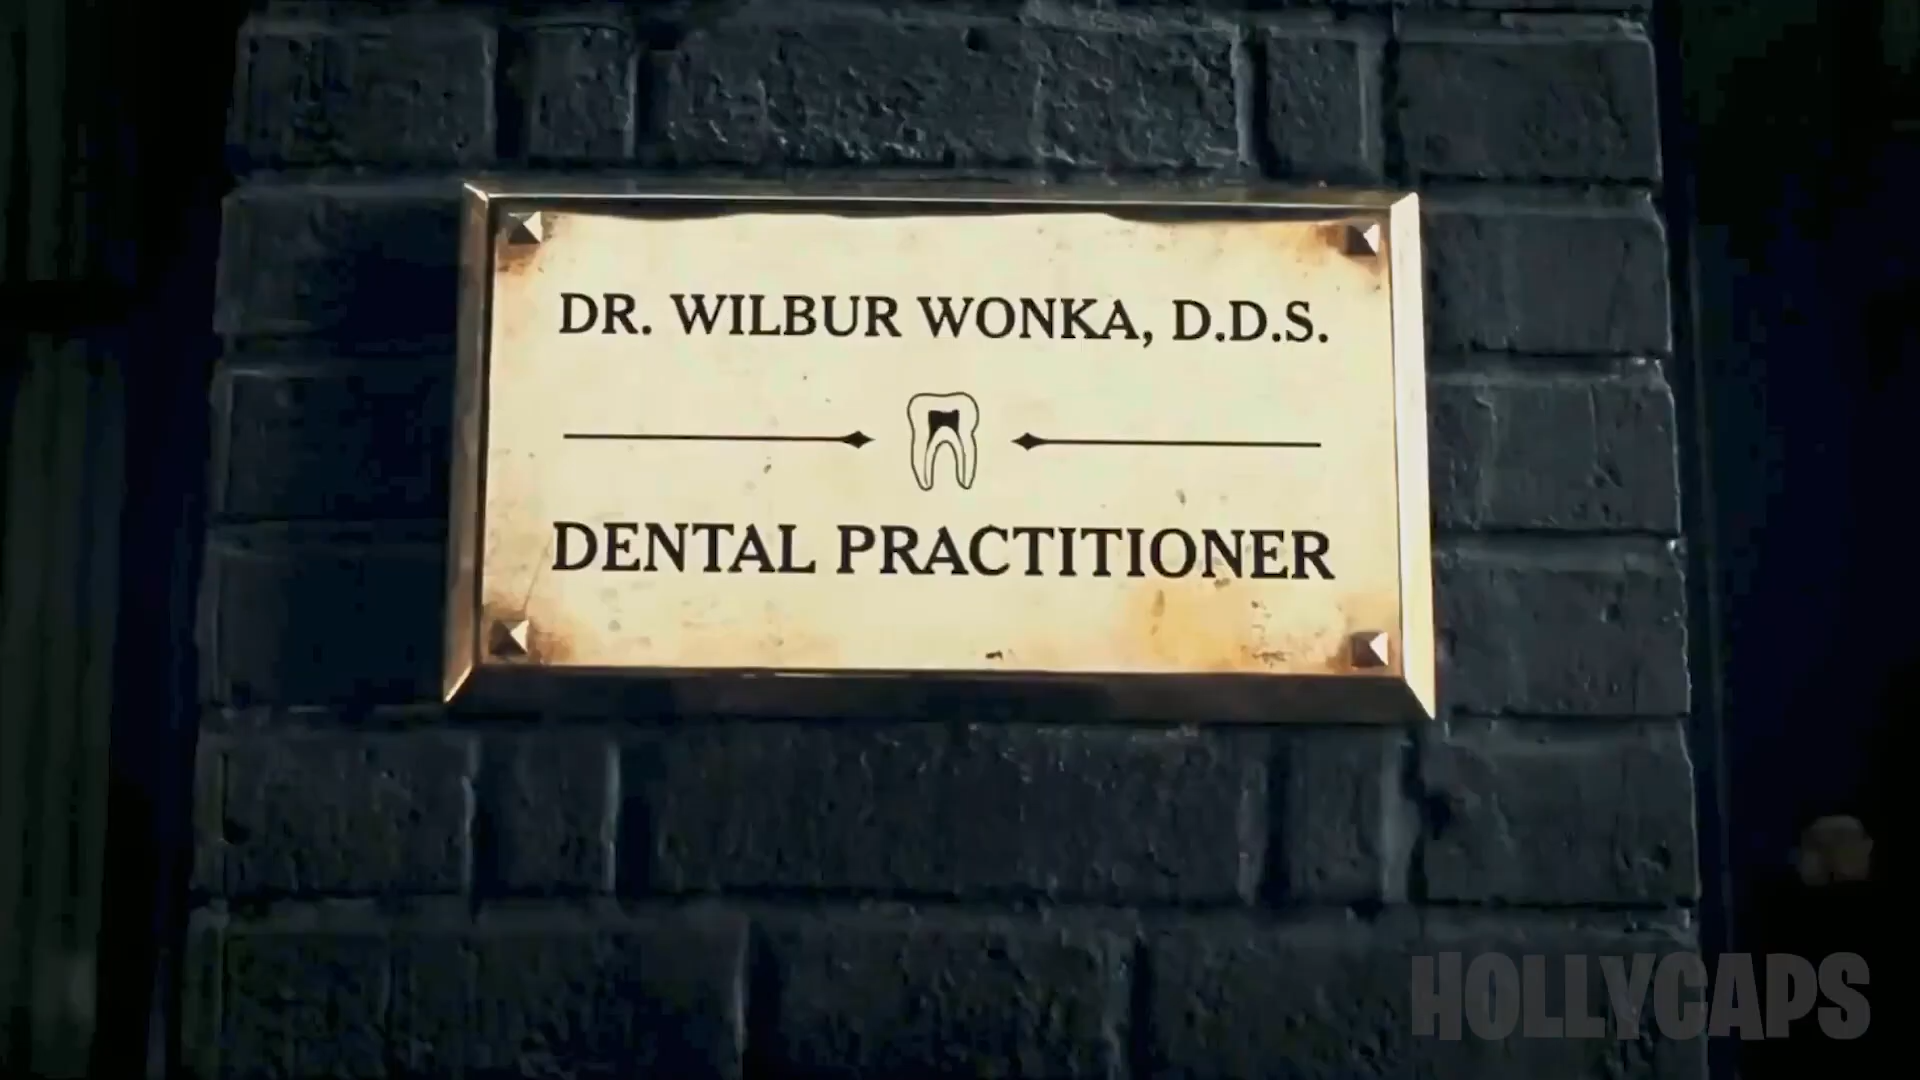 DR. WILBUR WONKA, D.D.S.
DENTAL PRACTITIONER
HOLLYCAPS